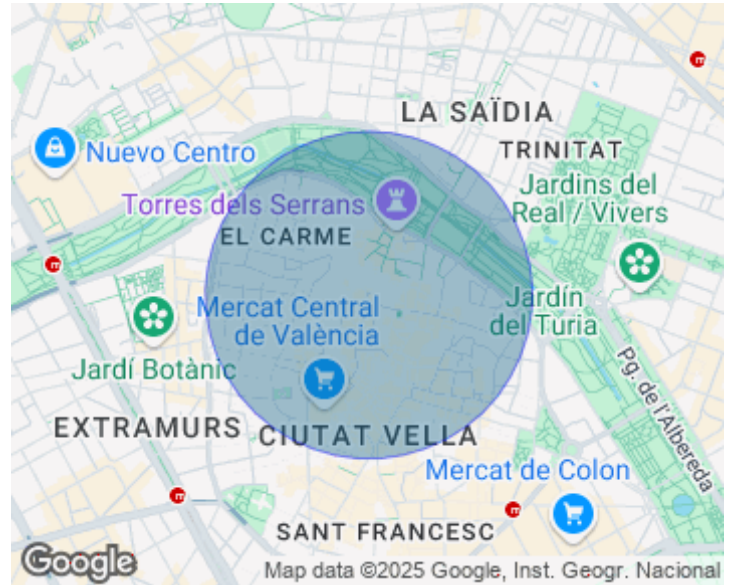 LA SAÏDIA
Nuevo Centro
TRINITAT
Torres dels Serrans
Jardins del
Real / Vivers
EL CARME
Mercat Central
de València
Jardín
del Turia
Jardí Botànic
Pg. de l'Albereda
EXTRAMURS
CIUTAT VELLA
Mercat de Colon
SANT FRANCESC
Google
Map data ©2025 Google, Inst. Geogr. Nacional